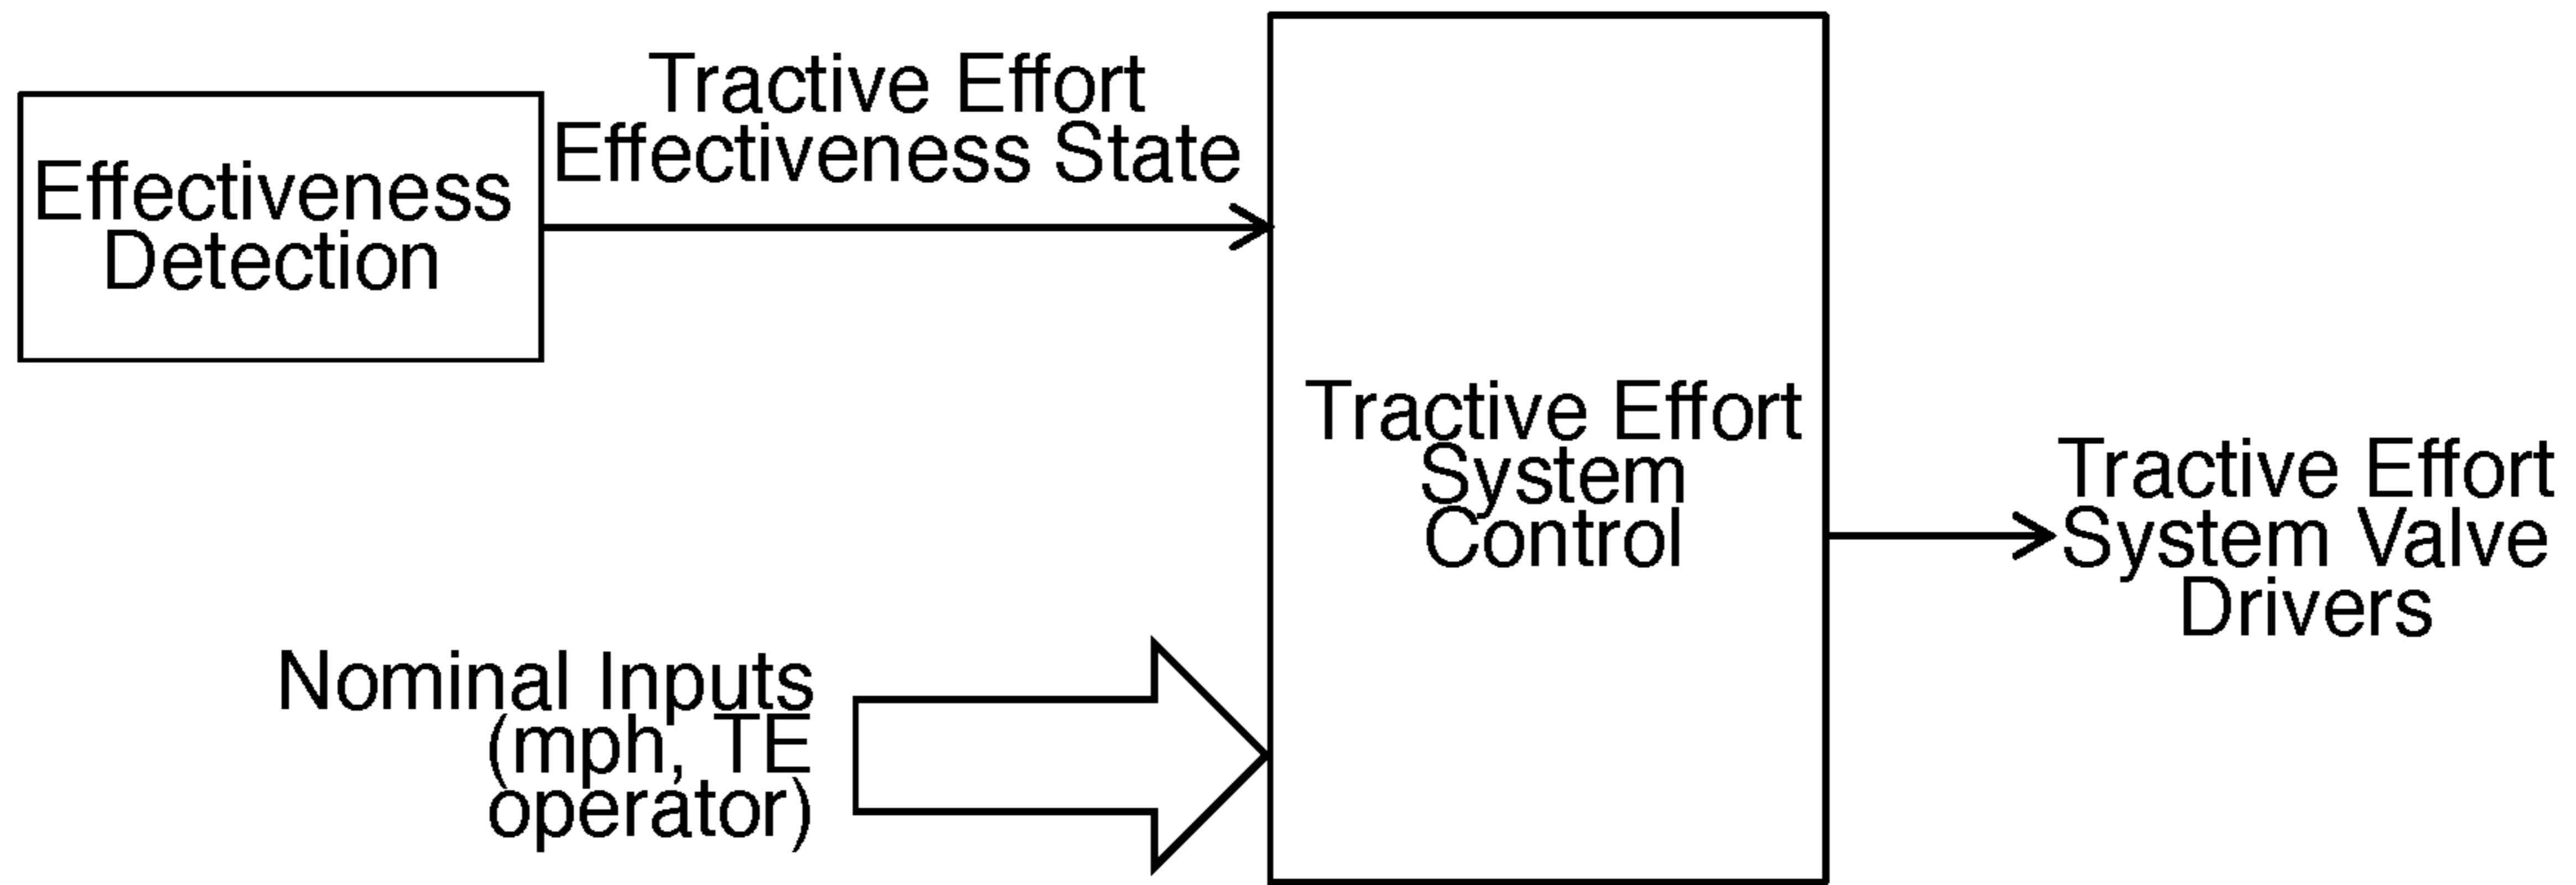 Tractive Effort
Effectiveness State
Effectiveness
Detection
Tractive Effort
System
Control
Tractive Effort
System Valve
Drivers
Nominal Inputs
(mph, TE
operator)